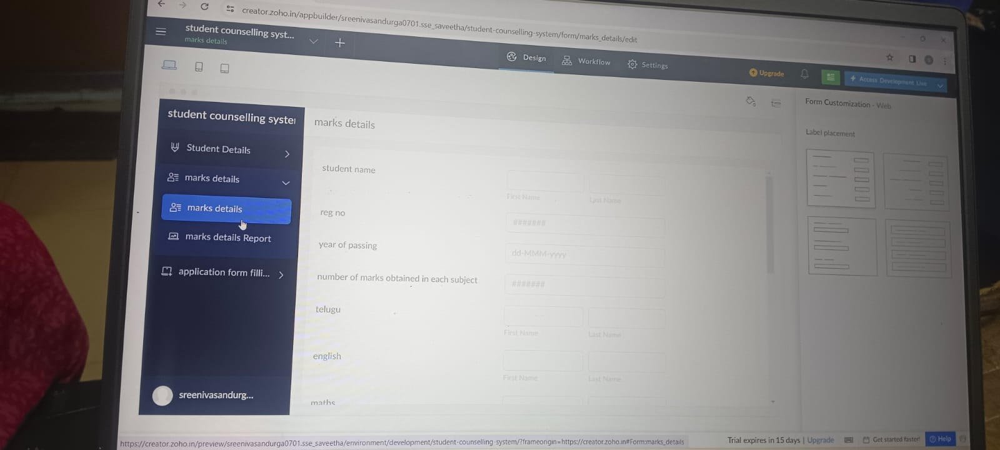 creator.zoho.in/appbuilder/sreenivasandurga0701.sse_saveetha/student-counselling-system/form/marks_details/edit
student counselling syst...
marks details
Design
Workflow
Settings
Upgrade
Access Development Live
student counselling syste
Student Details
marks details
marks details
marks details Report
application form filli...
sreenivasandurg...
marks details
student name
First Name
Last Name
reg no
#######
year of passing
dd-MMM-yyyy
number of marks obtained in each subject
#######
telugu
First Name
Last Name
english
First Name
Last Name
maths
Form Customization - Web
Label placement
https://creator.zoho.in/preview/sreenivasandurga0701.sse_saveetha/environment/development/student-counselling-system/?frameorigin=https://creator.zoho.in#Form:marks_details
Trial expires in 15 days | Upgrade
Get started faster!
Help